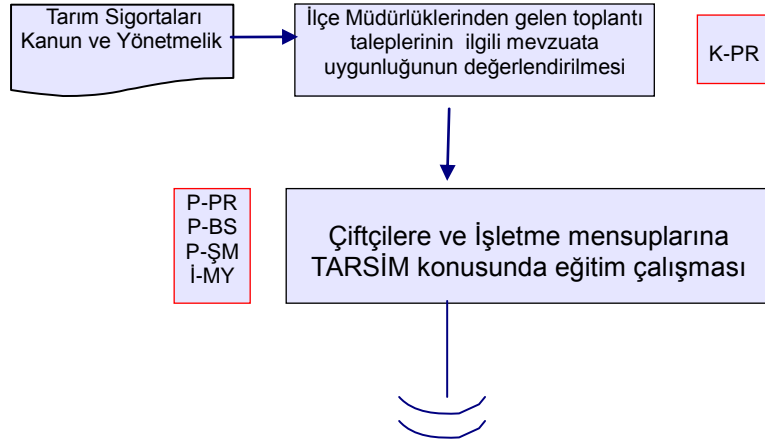 Tarım Sigortaları
Kanun ve Yönetmelik
İlçe Müdürlüklerinden gelen toplantı
taleplerinin ilgili mevzuata
uygunluğunun değerlendirilmesi
K-PR
P-PR
P-BS
P-ŞM
İ-MY
Çiftçilere ve İşletme mensuplarına
TARSİM konusunda eğitim çalışması